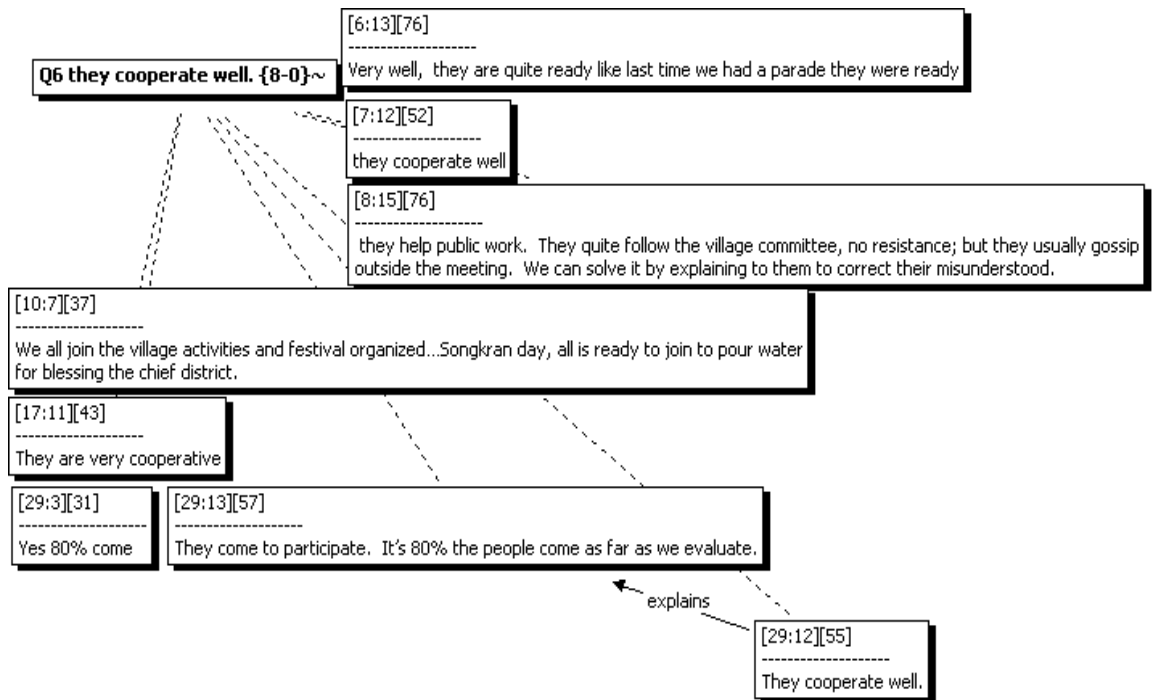 Q6 they cooperate well. {8-0}~
[6:13][76]
--------------------
Very well, they are quite ready like last time we had a parade they were ready
[7:12][52]
--------------------
they cooperate well
[8:15][76]
--------------------
they help public work. They quite follow the village committee, no resistance; but they usually gossip
outside the meeting. We can solve it by explaining to them to correct their misunderstood.
[10:7][37]
--------------------
We all join the village activities and festival organized...Songkran day, all is ready to join to pour water
for blessing the chief district.
[17:11][43]
--------------------
They are very cooperative
[29:3][31]
--------------------
Yes 80% come
[29:13][57]
--------------------
They come to participate. It's 80% the people come as far as we evaluate.
explains
[29:12][55]
--------------------
They cooperate well.